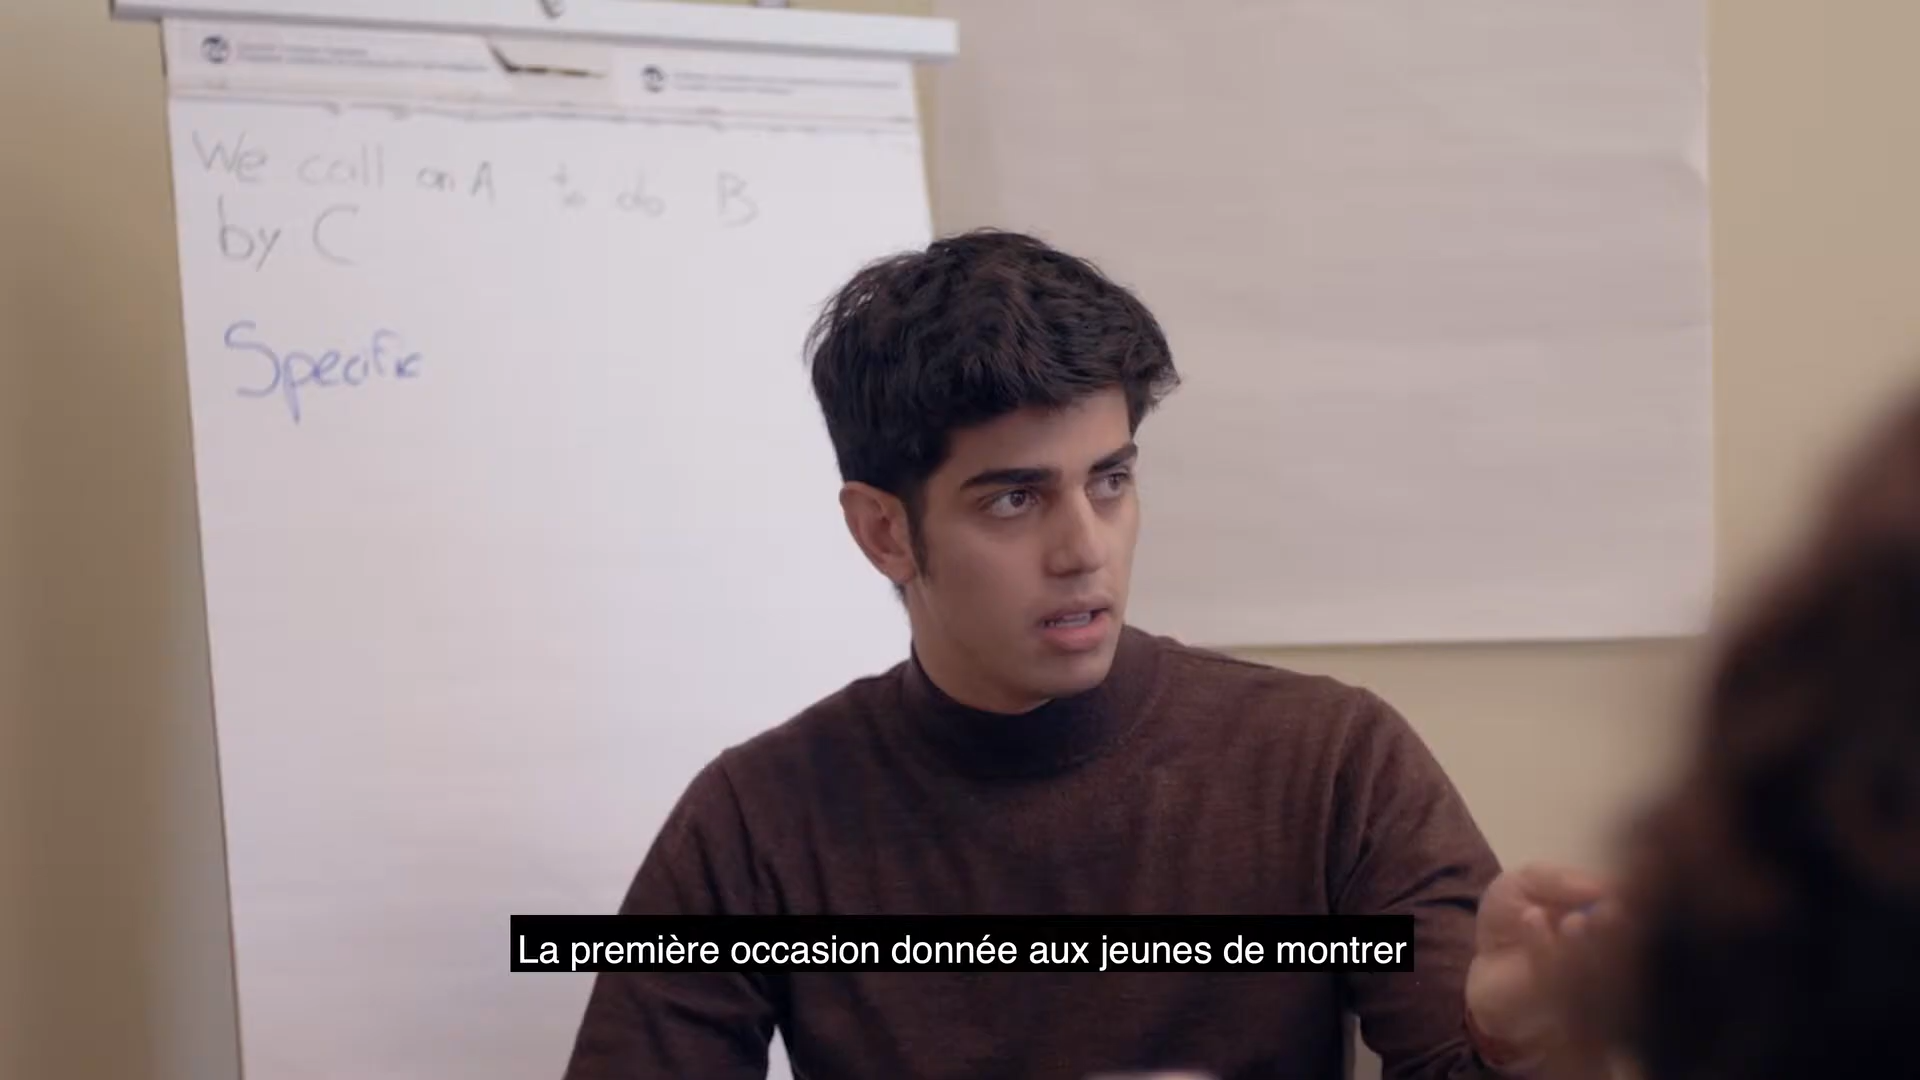 We call on A to do B
by C
Specific
La première occasion donnée aux jeunes de montrer